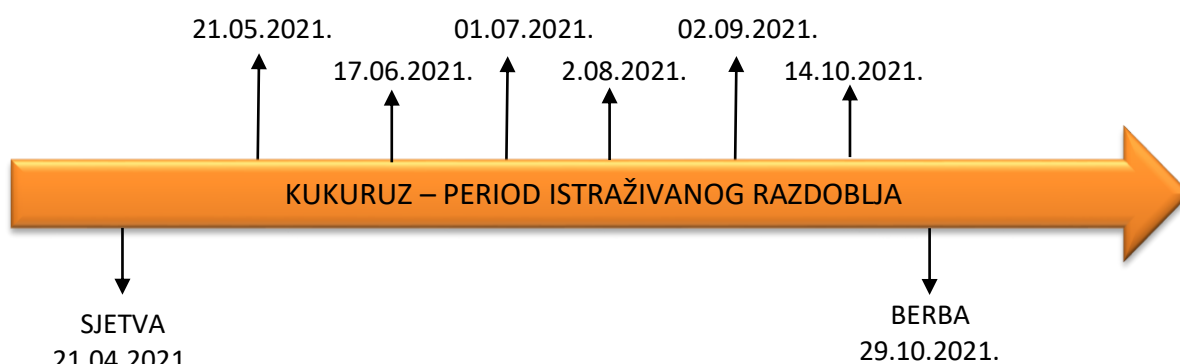 21.05.2021. 01.07.2021. 02.09.2021.
17.06.2021. 2.08.2021. 14.10.2021.
KUKURUZ – PERIOD ISTRAŽIVANOG RAZDOBLJA
SJETVA
21.04.2021
BERBA
29.10.2021.